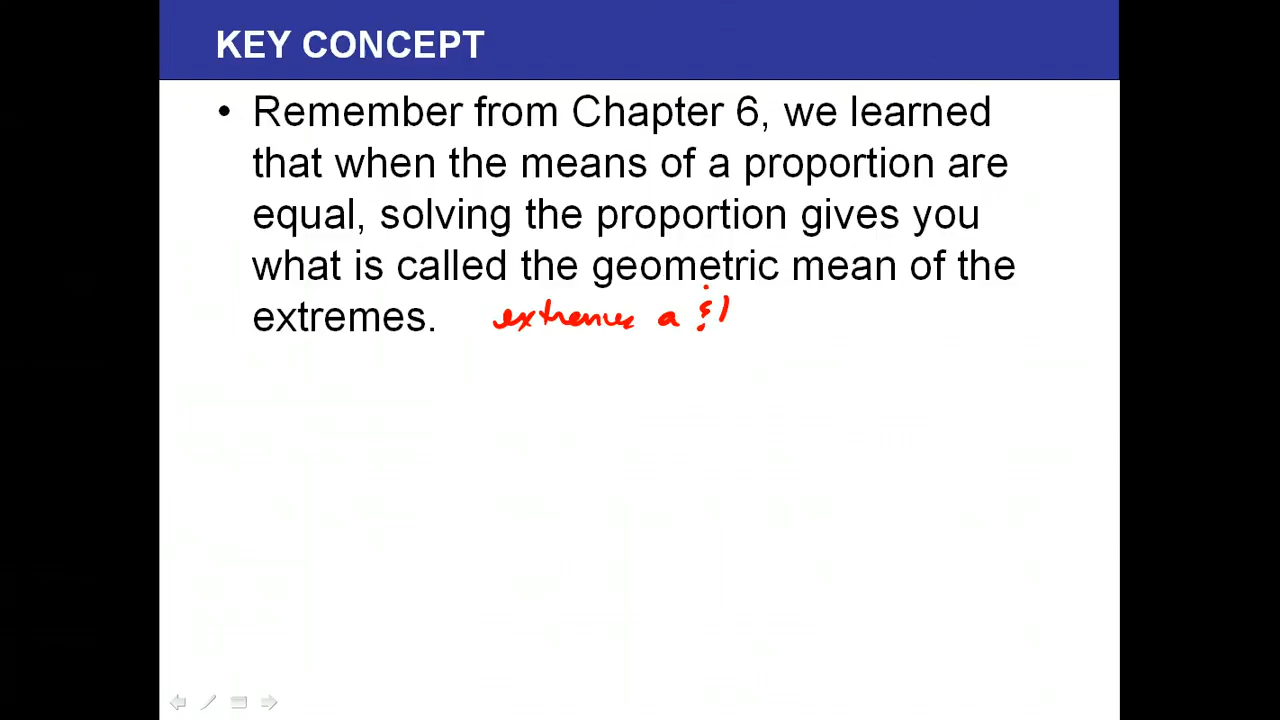 KEY CONCEPT
• Remember from Chapter 6, we learned
that when the means of a proportion are
equal, solving the proportion gives you
what is called the geometric mean of the
extremes. extremes a &